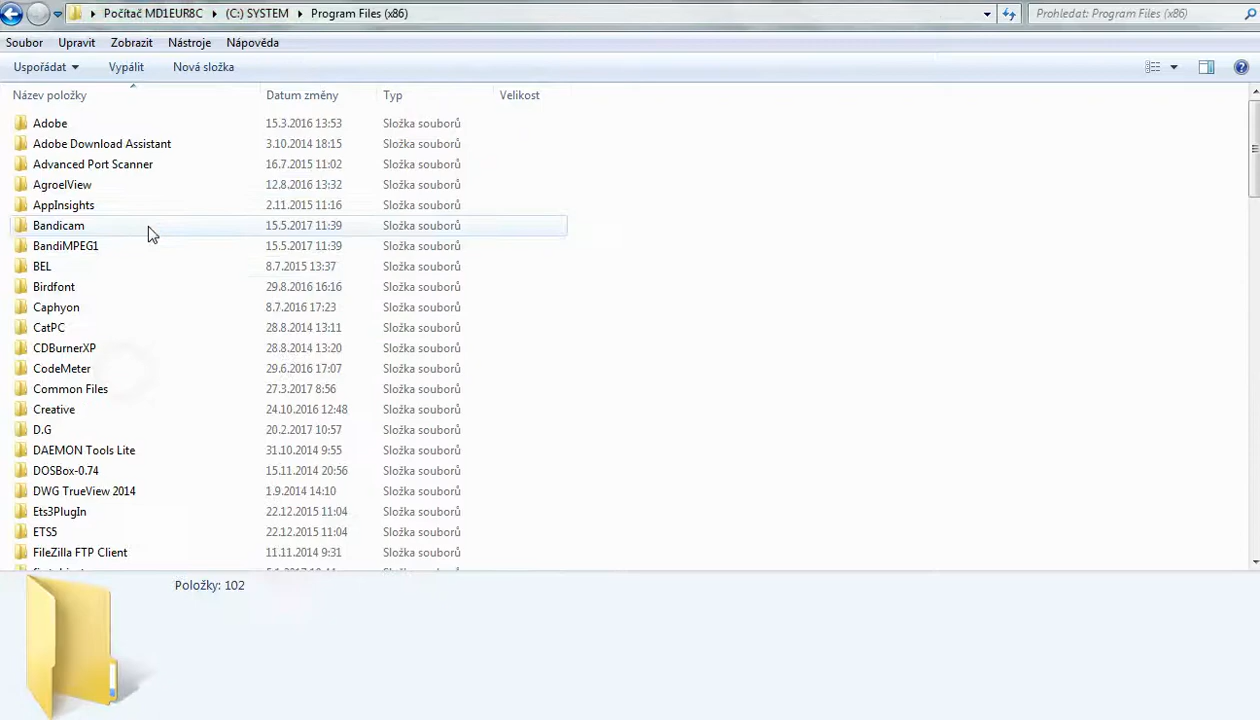 Počítač MD1EUR8C (C:) SYSTEM Program Files (x86) Prohledat: Program Files (x86)
Soubor Upravit Zobrazit Nástroje Nápověda
Uspořádat Vypálit Nová složka
Název položky Datum změny Typ Velikost
Adobe 15.3.2016 13:53 Složka souborů
Adobe Download Assistant 3.10.2014 18:15 Složka souborů
Advanced Port Scanner 16.7.2015 11:02 Složka souborů
AgroelView 12.8.2016 13:32 Složka souborů
AppInsights 2.11.2015 11:16 Složka souborů
Bandicam 15.5.2017 11:39 Složka souborů
BandiMPEG1 15.5.2017 11:39 Složka souborů
BEL 8.7.2015 13:37 Složka souborů
Birdfont 29.8.2016 16:16 Složka souborů
Caphyon 8.7.2016 17:23 Složka souborů
CatPC 28.8.2014 13:11 Složka souborů
CDBurnerXP 28.8.2014 13:20 Složka souborů
CodeMeter 29.6.2016 17:07 Složka souborů
Common Files 27.3.2017 8:56 Složka souborů
Creative 24.10.2016 12:48 Složka souborů
D.G 20.2.2017 10:57 Složka souborů
DAEMON Tools Lite 31.10.2014 9:55 Složka souborů
DOSBox-0.74 15.11.2014 20:56 Složka souborů
DWG TrueView 2014 1.9.2014 14:10 Složka souborů
Ets3PlugIn 22.12.2015 11:04 Složka souborů
ETS5 22.12.2015 11:04 Složka souborů
FileZilla FTP Client 11.11.2014 9:31 Složka souborů
Položky: 102